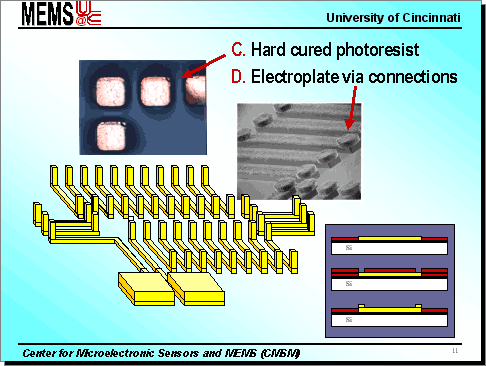 MEMS U@C
University of Cincinnati
C. Hard cured photoresist
D. Electroplate via connections
Si
Si
Si
Center for Microelectronic Sensors and MEMS (CMSM)
11